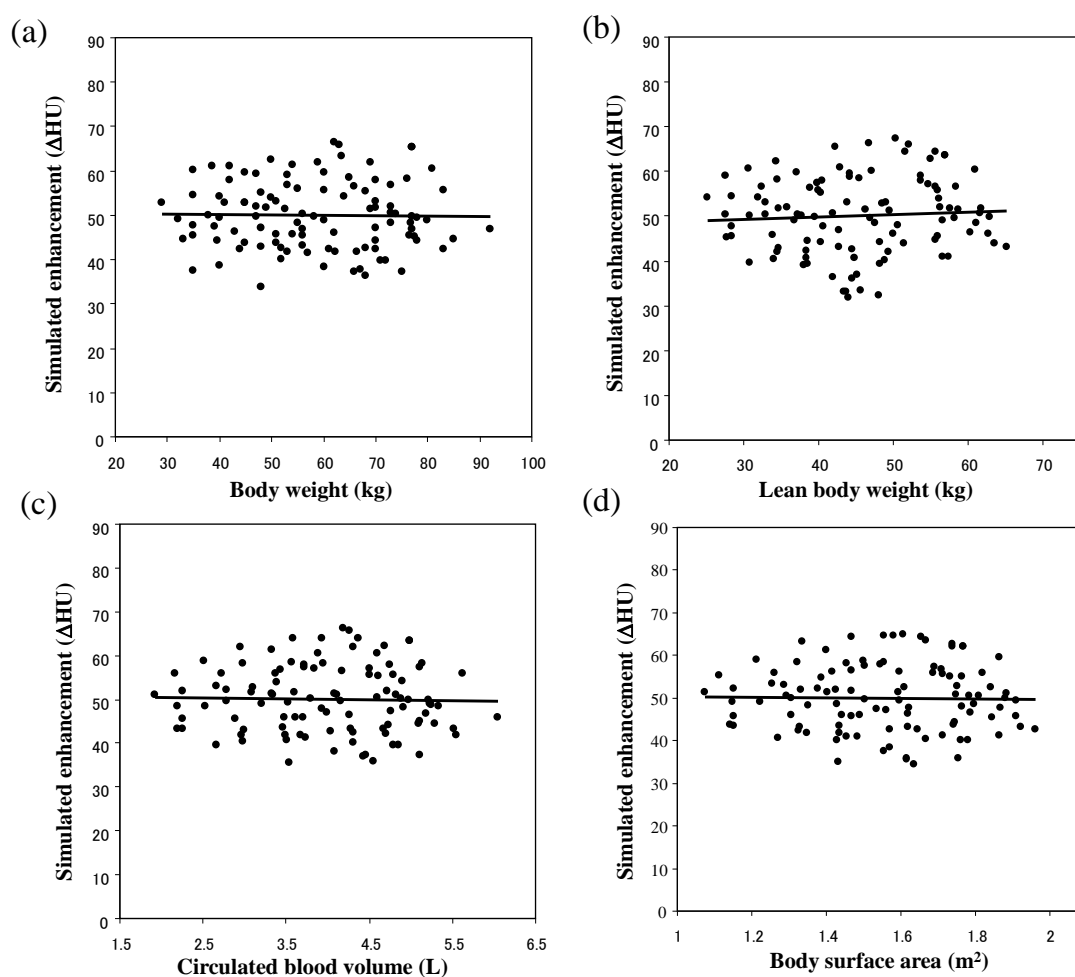 (a)
90
80
70
60
50
40
30
20
10
0
Simulated enhancement (ΔHU)
20 30 40 50 60 70 80 90 100
Body weight (kg)
(b)
90
80
70
60
50
40
30
20
10
0
Simulated enhancement (ΔHU)
20 30 40 50 60 70
Lean body weight (kg)
(c)
90
80
70
60
50
40
30
20
10
0
Simulated enhancement (ΔHU)
1.5 2.5 3.5 4.5 5.5 6.5
Circulated blood volume (L)
(d)
90
80
70
60
50
40
30
20
10
0
Simulated enhancement (ΔHU)
1 1.2 1.4 1.6 1.8 2
Body surface area (m²)